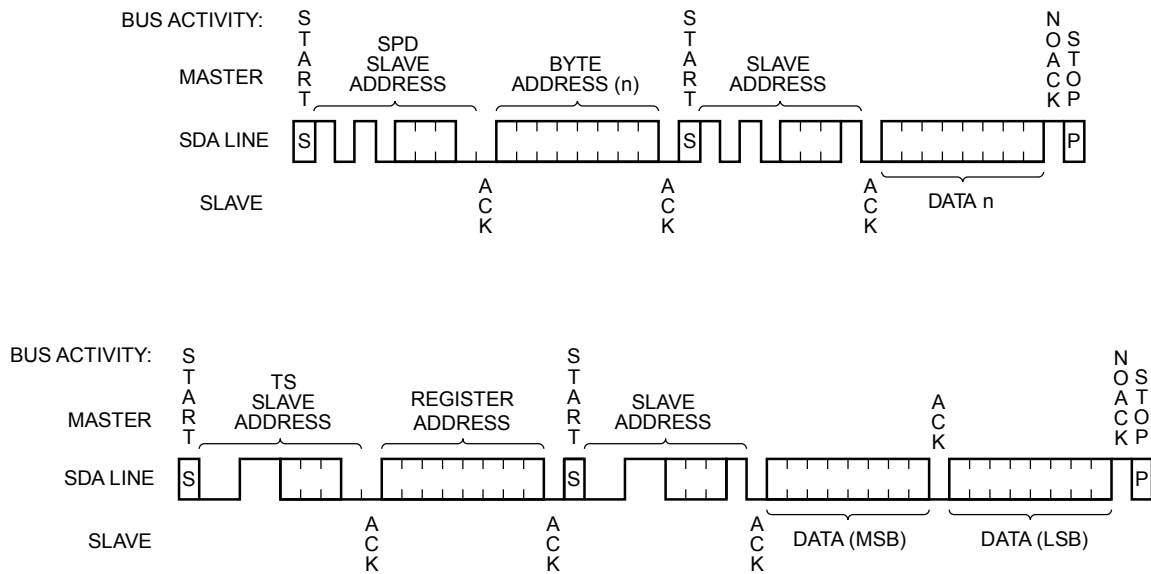 BUS ACTIVITY:
START
START
NOACK
STOP
MASTER
SPD
SLAVE
ADDRESS
BYTE
ADDRESS (n)
SLAVE
ADDRESS
SDA LINE
S
S
P
SLAVE
ACK
ACK
ACK
DATA n
BUS ACTIVITY:
START
START
NOACK
STOP
MASTER
TS
SLAVE
ADDRESS
REGISTER
ADDRESS
SLAVE
ADDRESS
ACK
SDA LINE
S
S
P
SLAVE
ACK
ACK
ACK
DATA (MSB)
DATA (LSB)